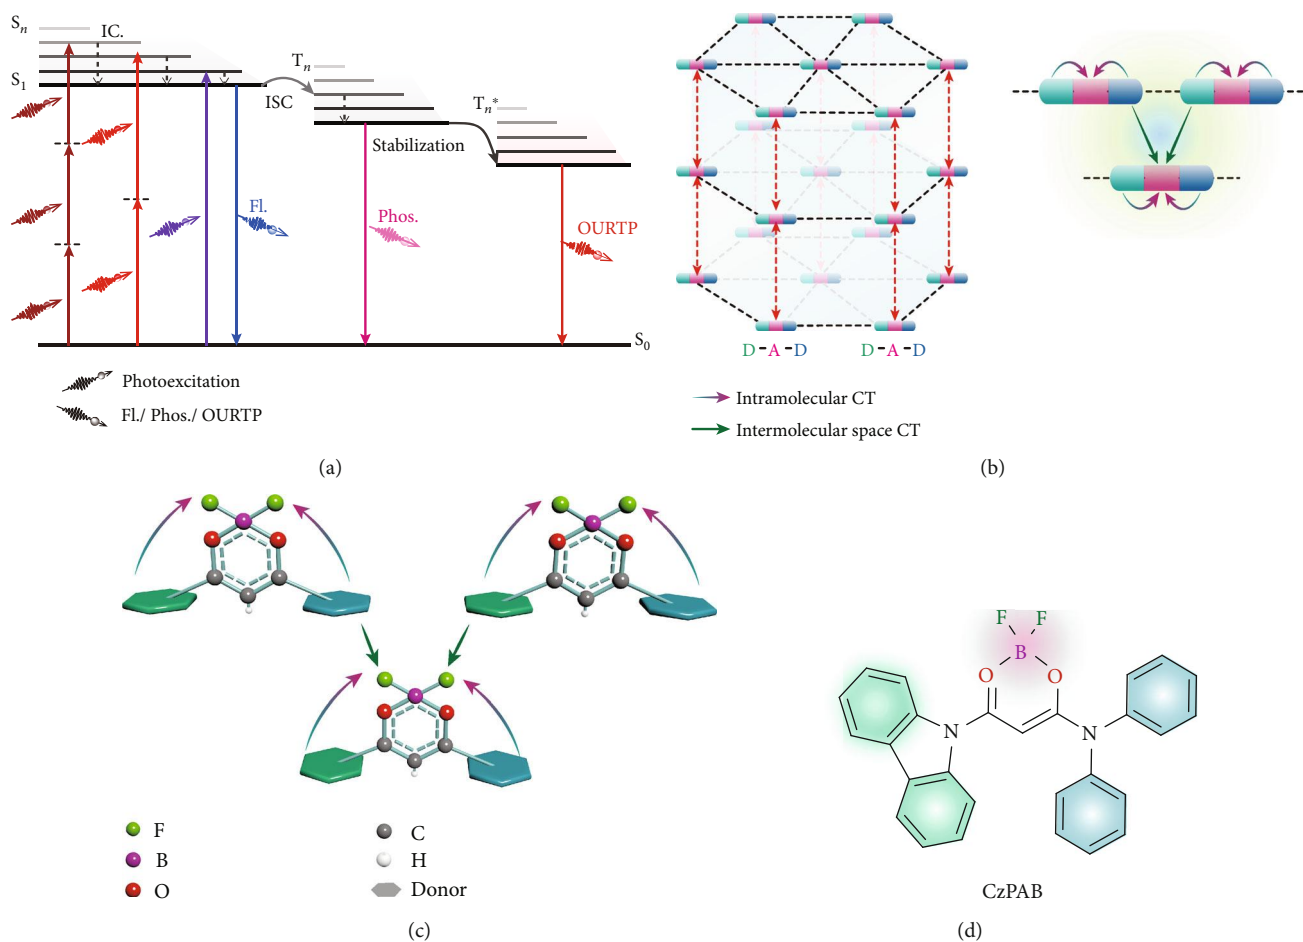 Sn
IC.
S1
ISC
Tn
Stabilization
Tn*
Fl.
Phos.
OURTP
S0
Photoexcitation
Fl./ Phos./ OURTP
(a)
D-A-D
D-A-D
Intramolecular CT
Intermolecular space CT
(b)
F
B
O
C
H
Donor
(c)
F F
B
O O
N
N
CzPAB
(d)